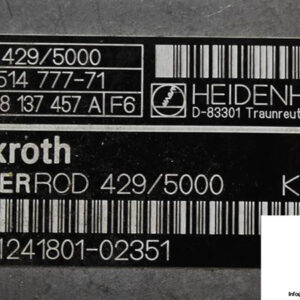 429/5000
514 777-71
8 137 457 A F6
HEIDENH
D-83301 Traunreut
xroth
ERROD 429/5000 K
1241801-02351